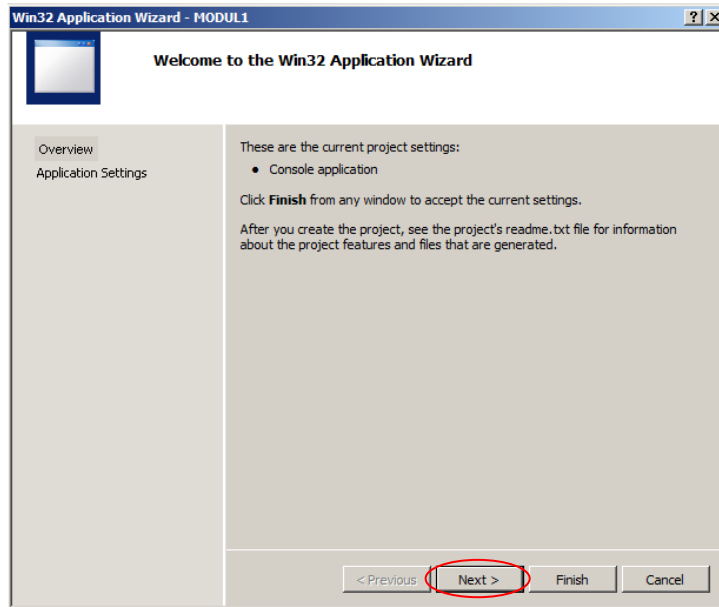 Win32 Application Wizard - MODUL1
Welcome to the Win32 Application Wizard
Overview
Application Settings
These are the current project settings:
• Console application
Click Finish from any window to accept the current settings.
After you create the project, see the project's readme.txt file for information
about the project features and files that are generated.
< Previous Next > Finish Cancel